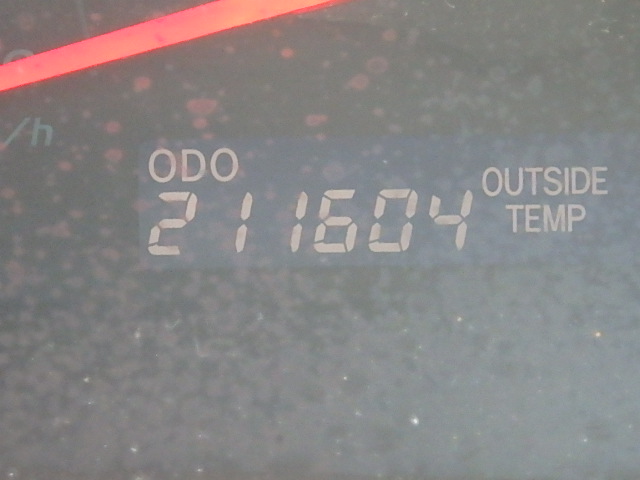 /h
ODO
211604
OUTSIDE
TEMP